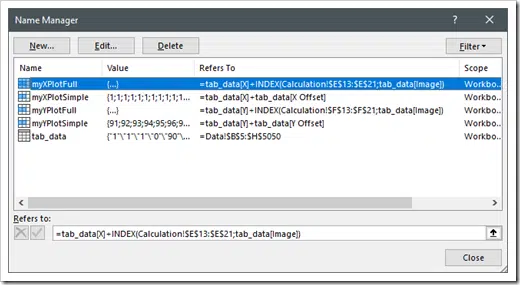 Name Manager
? ×
New... Edit... Delete Filter
Name Value Refers To Scope
myXPlotFull {...} =tab_data[X]+INDEX(Calculation!$E$13:$E$21;tab_data[Image]) Workbo...
myXPlotSimple {1;1;1;1;1;1;1;1;1;1... =tab_data[X]+tab_data[X Offset] Workbo...
myYPlotFull {...} =tab_data[Y]+INDEX(Calculation!$F$13:$F$21;tab_data[Image]) Workbo...
myYPlotSimple {91;92;93;94;95;96;9... =tab_data[Y]+tab_data[Y Offset] Workbo...
tab_data {"1"\"1"\"1"\"0"\"90"\... =Data!$B$5:$H$5050 Workbo...
Refers to:
=tab_data[X]+INDEX(Calculation!$E$13:$E$21;tab_data[Image])
Close